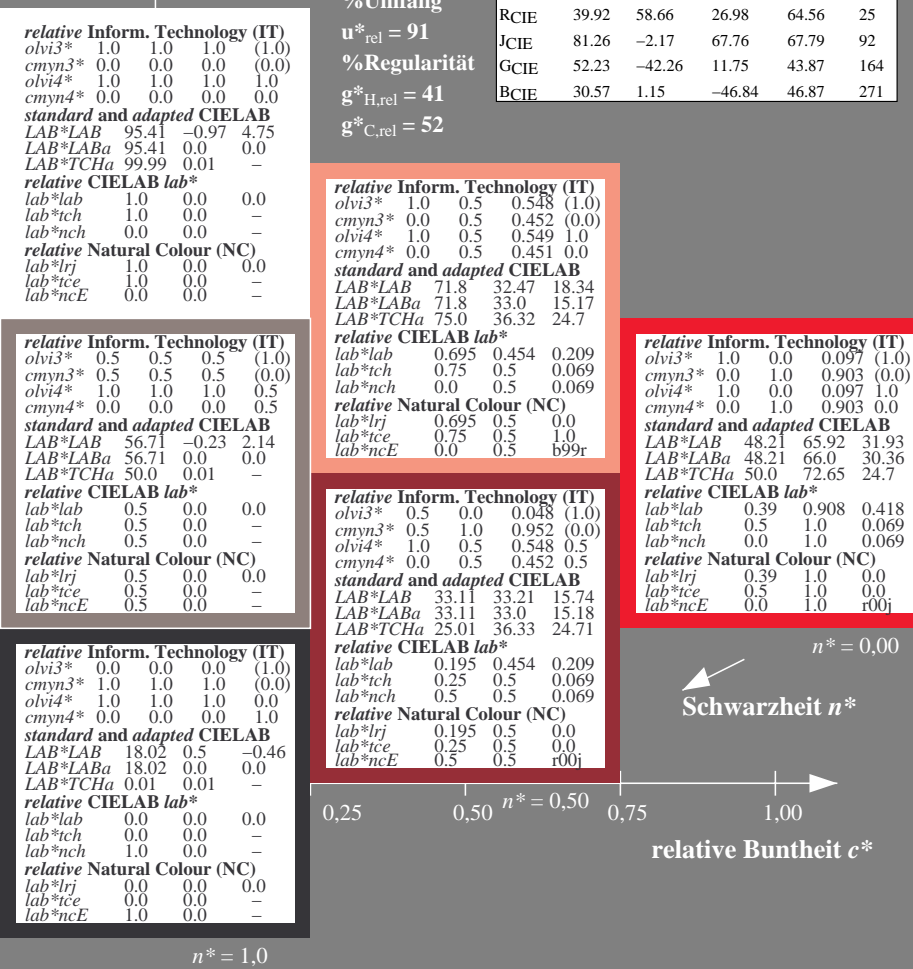 %Umfang
u*rel = 91
%Regularität
g*H,rel = 41
g*C,rel = 52
RCIE 39.92 58.66 26.98 64.56 25
JCIE 81.26 −2.17 67.76 67.79 92
GCIE 52.23 −42.26 11.75 43.87 164
BCIE 30.57 1.15 −46.84 46.87 271
relative Inform. Technology (IT)
olvi3* 1.0 1.0 1.0 (1.0)
cmyn3* 0.0 0.0 0.0 (0.0)
olvi4* 1.0 1.0 1.0 1.0
cmyn4* 0.0 0.0 0.0 0.0
standard and adapted CIELAB
LAB*LAB 95.41 −0.97 4.75
LAB*LABa 95.41 0.0 0.0
LAB*TCHa 99.99 0.01 –
relative CIELAB lab*
lab*lab 1.0 0.0 0.0
lab*tch 1.0 0.0 –
lab*nch 0.0 0.0 –
relative Natural Colour (NC)
lab*lrj 1.0 0.0 0.0
lab*tce 1.0 0.0 –
lab*ncE 0.0 0.0 –
relative Inform. Technology (IT)
olvi3* 1.0 0.5 0.548 (1.0)
cmyn3* 0.0 0.5 0.452 (0.0)
olvi4* 1.0 0.5 0.549 1.0
cmyn4* 0.0 0.5 0.451 0.0
standard and adapted CIELAB
LAB*LAB 71.8 32.47 18.34
LAB*LABa 71.8 33.0 15.17
LAB*TCHa 75.0 36.32 24.7
relative CIELAB lab*
lab*lab 0.695 0.454 0.209
lab*tch 0.75 0.5 0.069
lab*nch 0.0 0.5 0.069
relative Natural Colour (NC)
lab*lrj 0.695 0.5 0.0
lab*tce 0.75 0.5 1.0
lab*ncE 0.0 0.5 b99r
relative Inform. Technology (IT)
olvi3* 0.5 0.5 0.5 (1.0)
cmyn3* 0.5 0.5 0.5 (0.0)
olvi4* 1.0 1.0 1.0 0.5
cmyn4* 0.0 0.0 0.0 0.5
standard and adapted CIELAB
LAB*LAB 56.71 −0.23 2.14
LAB*LABa 56.71 0.0 0.0
LAB*TCHa 50.0 0.01 –
relative CIELAB lab*
lab*lab 0.5 0.0 0.0
lab*tch 0.5 0.0 –
lab*nch 0.5 0.0 –
relative Natural Colour (NC)
lab*lrj 0.5 0.0 0.0
lab*tce 0.5 0.0 –
lab*ncE 0.5 0.0 –
relative Inform. Technology (IT)
olvi3* 1.0 0.0 0.097 (1.0)
cmyn3* 0.0 1.0 0.903 (0.0)
olvi4* 1.0 0.0 0.097 1.0
cmyn4* 0.0 1.0 0.903 0.0
standard and adapted CIELAB
LAB*LAB 48.21 65.92 31.93
LAB*LABa 48.21 66.0 30.36
LAB*TCHa 50.0 72.65 24.7
relative CIELAB lab*
lab*lab 0.39 0.908 0.418
lab*tch 0.5 1.0 0.069
lab*nch 0.0 1.0 0.069
relative Natural Colour (NC)
lab*lrj 0.39 1.0 0.0
lab*tce 0.5 1.0 0.0
lab*ncE 0.0 1.0 r00j
relative Inform. Technology (IT)
olvi3* 0.5 0.0 0.048 (1.0)
cmyn3* 0.5 1.0 0.952 (0.0)
olvi4* 1.0 0.5 0.548 0.5
cmyn4* 0.0 0.5 0.452 0.5
standard and adapted CIELAB
LAB*LAB 33.11 33.21 15.74
LAB*LABa 33.11 33.0 15.18
LAB*TCHa 25.01 36.33 24.71
relative CIELAB lab*
lab*lab 0.195 0.454 0.209
lab*tch 0.25 0.5 0.069
lab*nch 0.5 0.5 0.069
relative Natural Colour (NC)
lab*lrj 0.195 0.5 0.0
lab*tce 0.25 0.5 0.0
lab*ncE 0.5 0.5 r00j
relative Inform. Technology (IT)
olvi3* 0.0 0.0 0.0 (1.0)
cmyn3* 1.0 1.0 1.0 (0.0)
olvi4* 1.0 1.0 1.0 0.0
cmyn4* 0.0 0.0 0.0 1.0
standard and adapted CIELAB
LAB*LAB 18.02 0.5 −0.46
LAB*LABa 18.02 0.0 0.0
LAB*TCHa 0.01 0.01 –
relative CIELAB lab*
lab*lab 0.0 0.0 0.0
lab*tch 0.0 0.0 –
lab*nch 1.0 0.0 –
relative Natural Colour (NC)
lab*lrj 0.0 0.0 0.0
lab*tce 0.0 0.0 –
lab*ncE 1.0 0.0 –
n* = 0,00
Schwarzheit n*
0,25 0,50 n* = 0,50 0,75 1,00
relative Buntheit c*
n* = 1,0